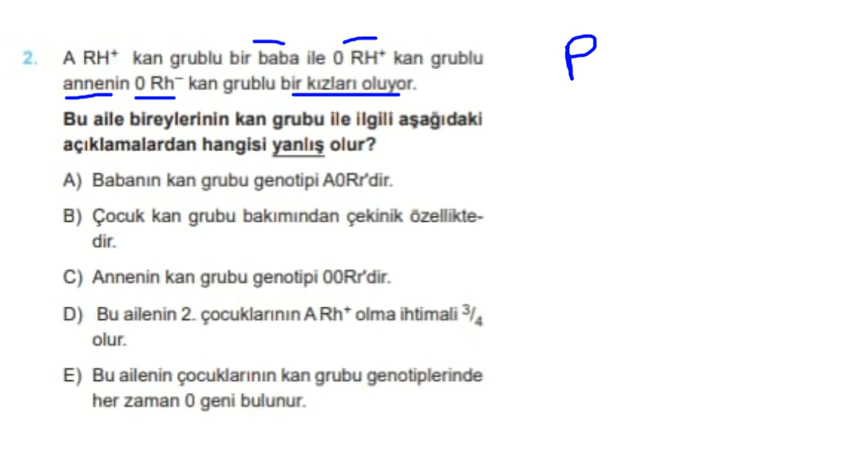 2. A RH⁺ kan grublu bir baba ile 0 RH⁺ kan grublu
annenin 0 Rh⁻ kan grublu bir kızları oluyor.
Bu aile bireylerinin kan grubu ile ilgili aşağıdaki
açıklamalardan hangisi yanlış olur?
A) Babanın kan grubu genotipi A0Rr'dir.
B) Çocuk kan grubu bakımından çekinik özellikte-
dir.
C) Annenin kan grubu genotipi 00Rr'dir.
D) Bu ailenin 2. çocuklarının A Rh⁺ olma ihtimali ³/₄
olur.
E) Bu ailenin çocuklarının kan grubu genotiplerinde
her zaman 0 geni bulunur.
P